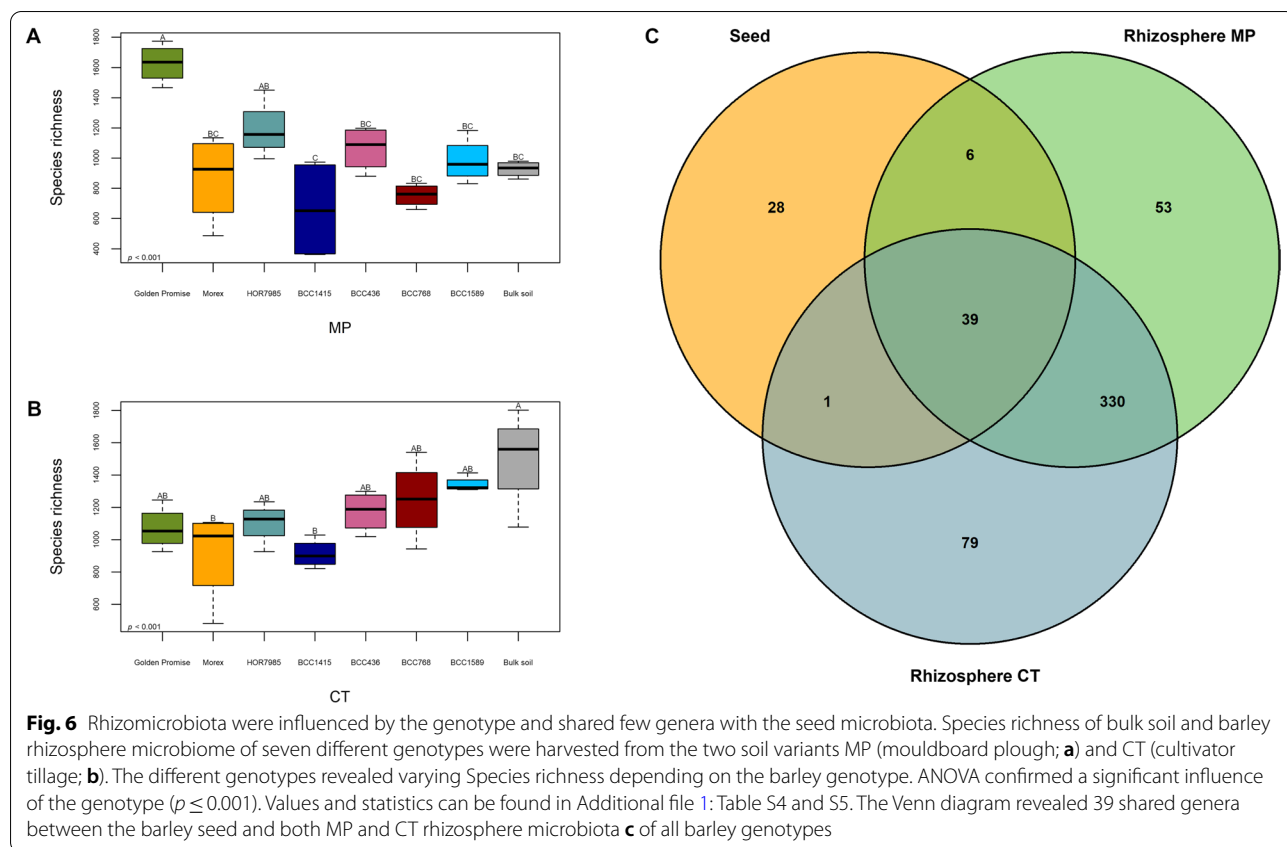 A
Species richness
1800
1600
1400
1200
1000
800
600
400
A
BC
AB
C
BC
BC
BC
BC
p < 0.001
Golden Promise Morex HOR7985 BCC1415 BCC436 BCC768 BCC1589 Bulk soil
MP
B
Species richness
1800
1600
1400
1200
1000
800
600
AB
B
AB
B
AB
AB
AB
A
p < 0.001
Golden Promise Morex HOR7985 BCC1415 BCC436 BCC768 BCC1589 Bulk soil
CT
C
Seed
Rhizosphere MP
6
28
53
39
1
330
79
Rhizosphere CT
Fig. 6 Rhizomicrobiota were influenced by the genotype and shared few genera with the seed microbiota. Species richness of bulk soil and barley
rhizosphere microbiome of seven different genotypes were harvested from the two soil variants MP (mouldboard plough; a) and CT (cultivator
tillage; b). The different genotypes revealed varying Species richness depending on the barley genotype. ANOVA confirmed a significant influence
of the genotype (p ≤ 0.001). Values and statistics can be found in Additional file 1: Table S4 and S5. The Venn diagram revealed 39 shared genera
between the barley seed and both MP and CT rhizosphere microbiota c of all barley genotypes